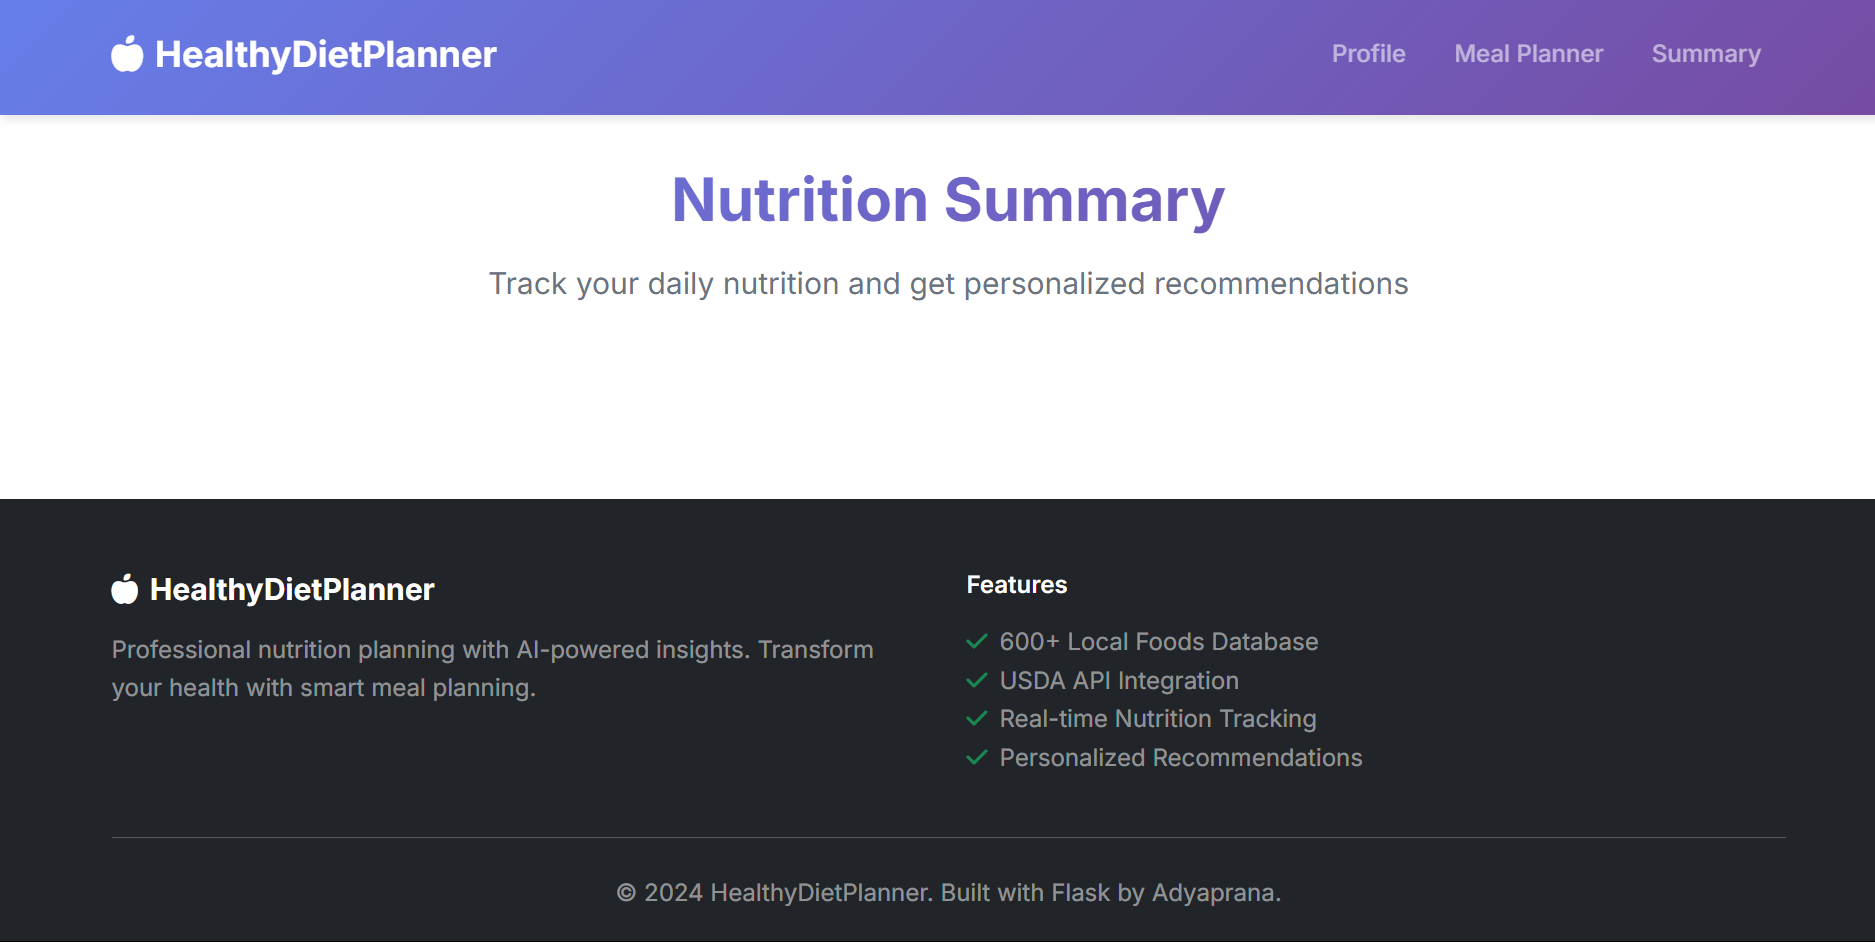 HealthyDietPlanner
Profile
Meal Planner
Summary
Nutrition Summary
Track your daily nutrition and get personalized recommendations
HealthyDietPlanner
Professional nutrition planning with AI-powered insights. Transform
your health with smart meal planning.
Features
600+ Local Foods Database
USDA API Integration
Real-time Nutrition Tracking
Personalized Recommendations
© 2024 HealthyDietPlanner. Built with Flask by Adyaprana.